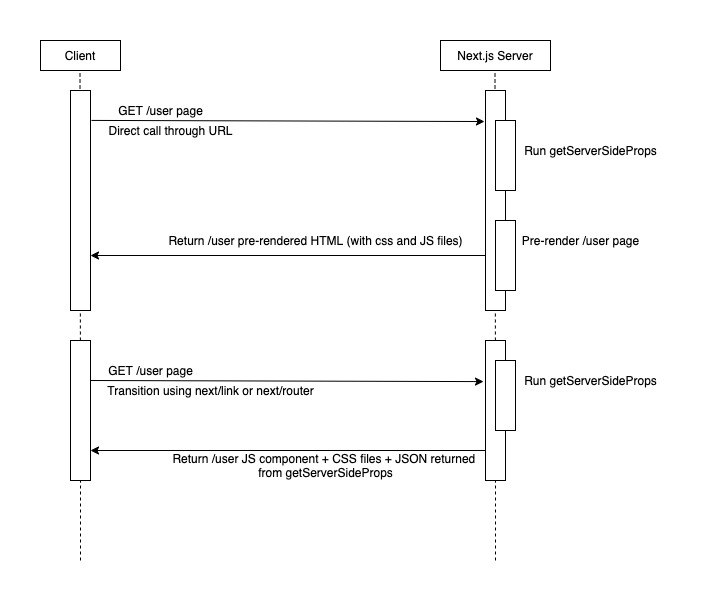 Client
Next.js Server
GET /user page
Direct call through URL
Run getServerSideProps
Return /user pre-rendered HTML (with css and JS files)
Pre-render /user page
GET /user page
Transition using next/link or next/router
Run getServerSideProps
Return /user JS component + CSS files + JSON returned
from getServerSideProps